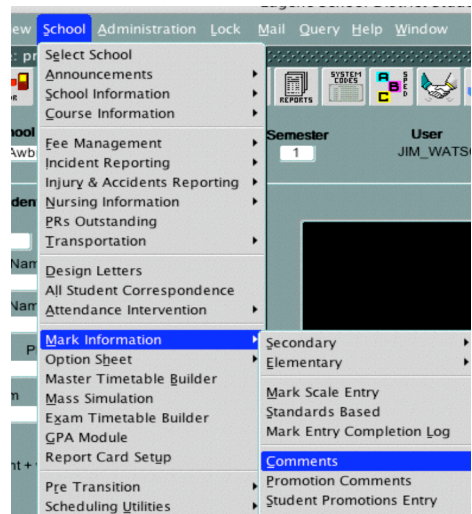 School Administration Lock Mail Query Help Window
Select School
Announcements
School Information
Course Information
Fee Management
Incident Reporting
Injury & Accidents Reporting
Nursing Information
PRs Outstanding
Transportation
Design Letters
All Student Correspondence
Attendance Intervention
Mark Information
Option Sheet
Master Timetable Builder
Mass Simulation
Exam Timetable Builder
GPA Module
Report Card Setup
Pre Transition
Scheduling Utilities
REPORTS
SYSTEM CODES
A B C
SPED
Semester
User
1
JIM_WATS
Secondary
Elementary
Mark Scale Entry
Standards Based
Mark Entry Completion Log
Comments
Promotion Comments
Student Promotions Entry